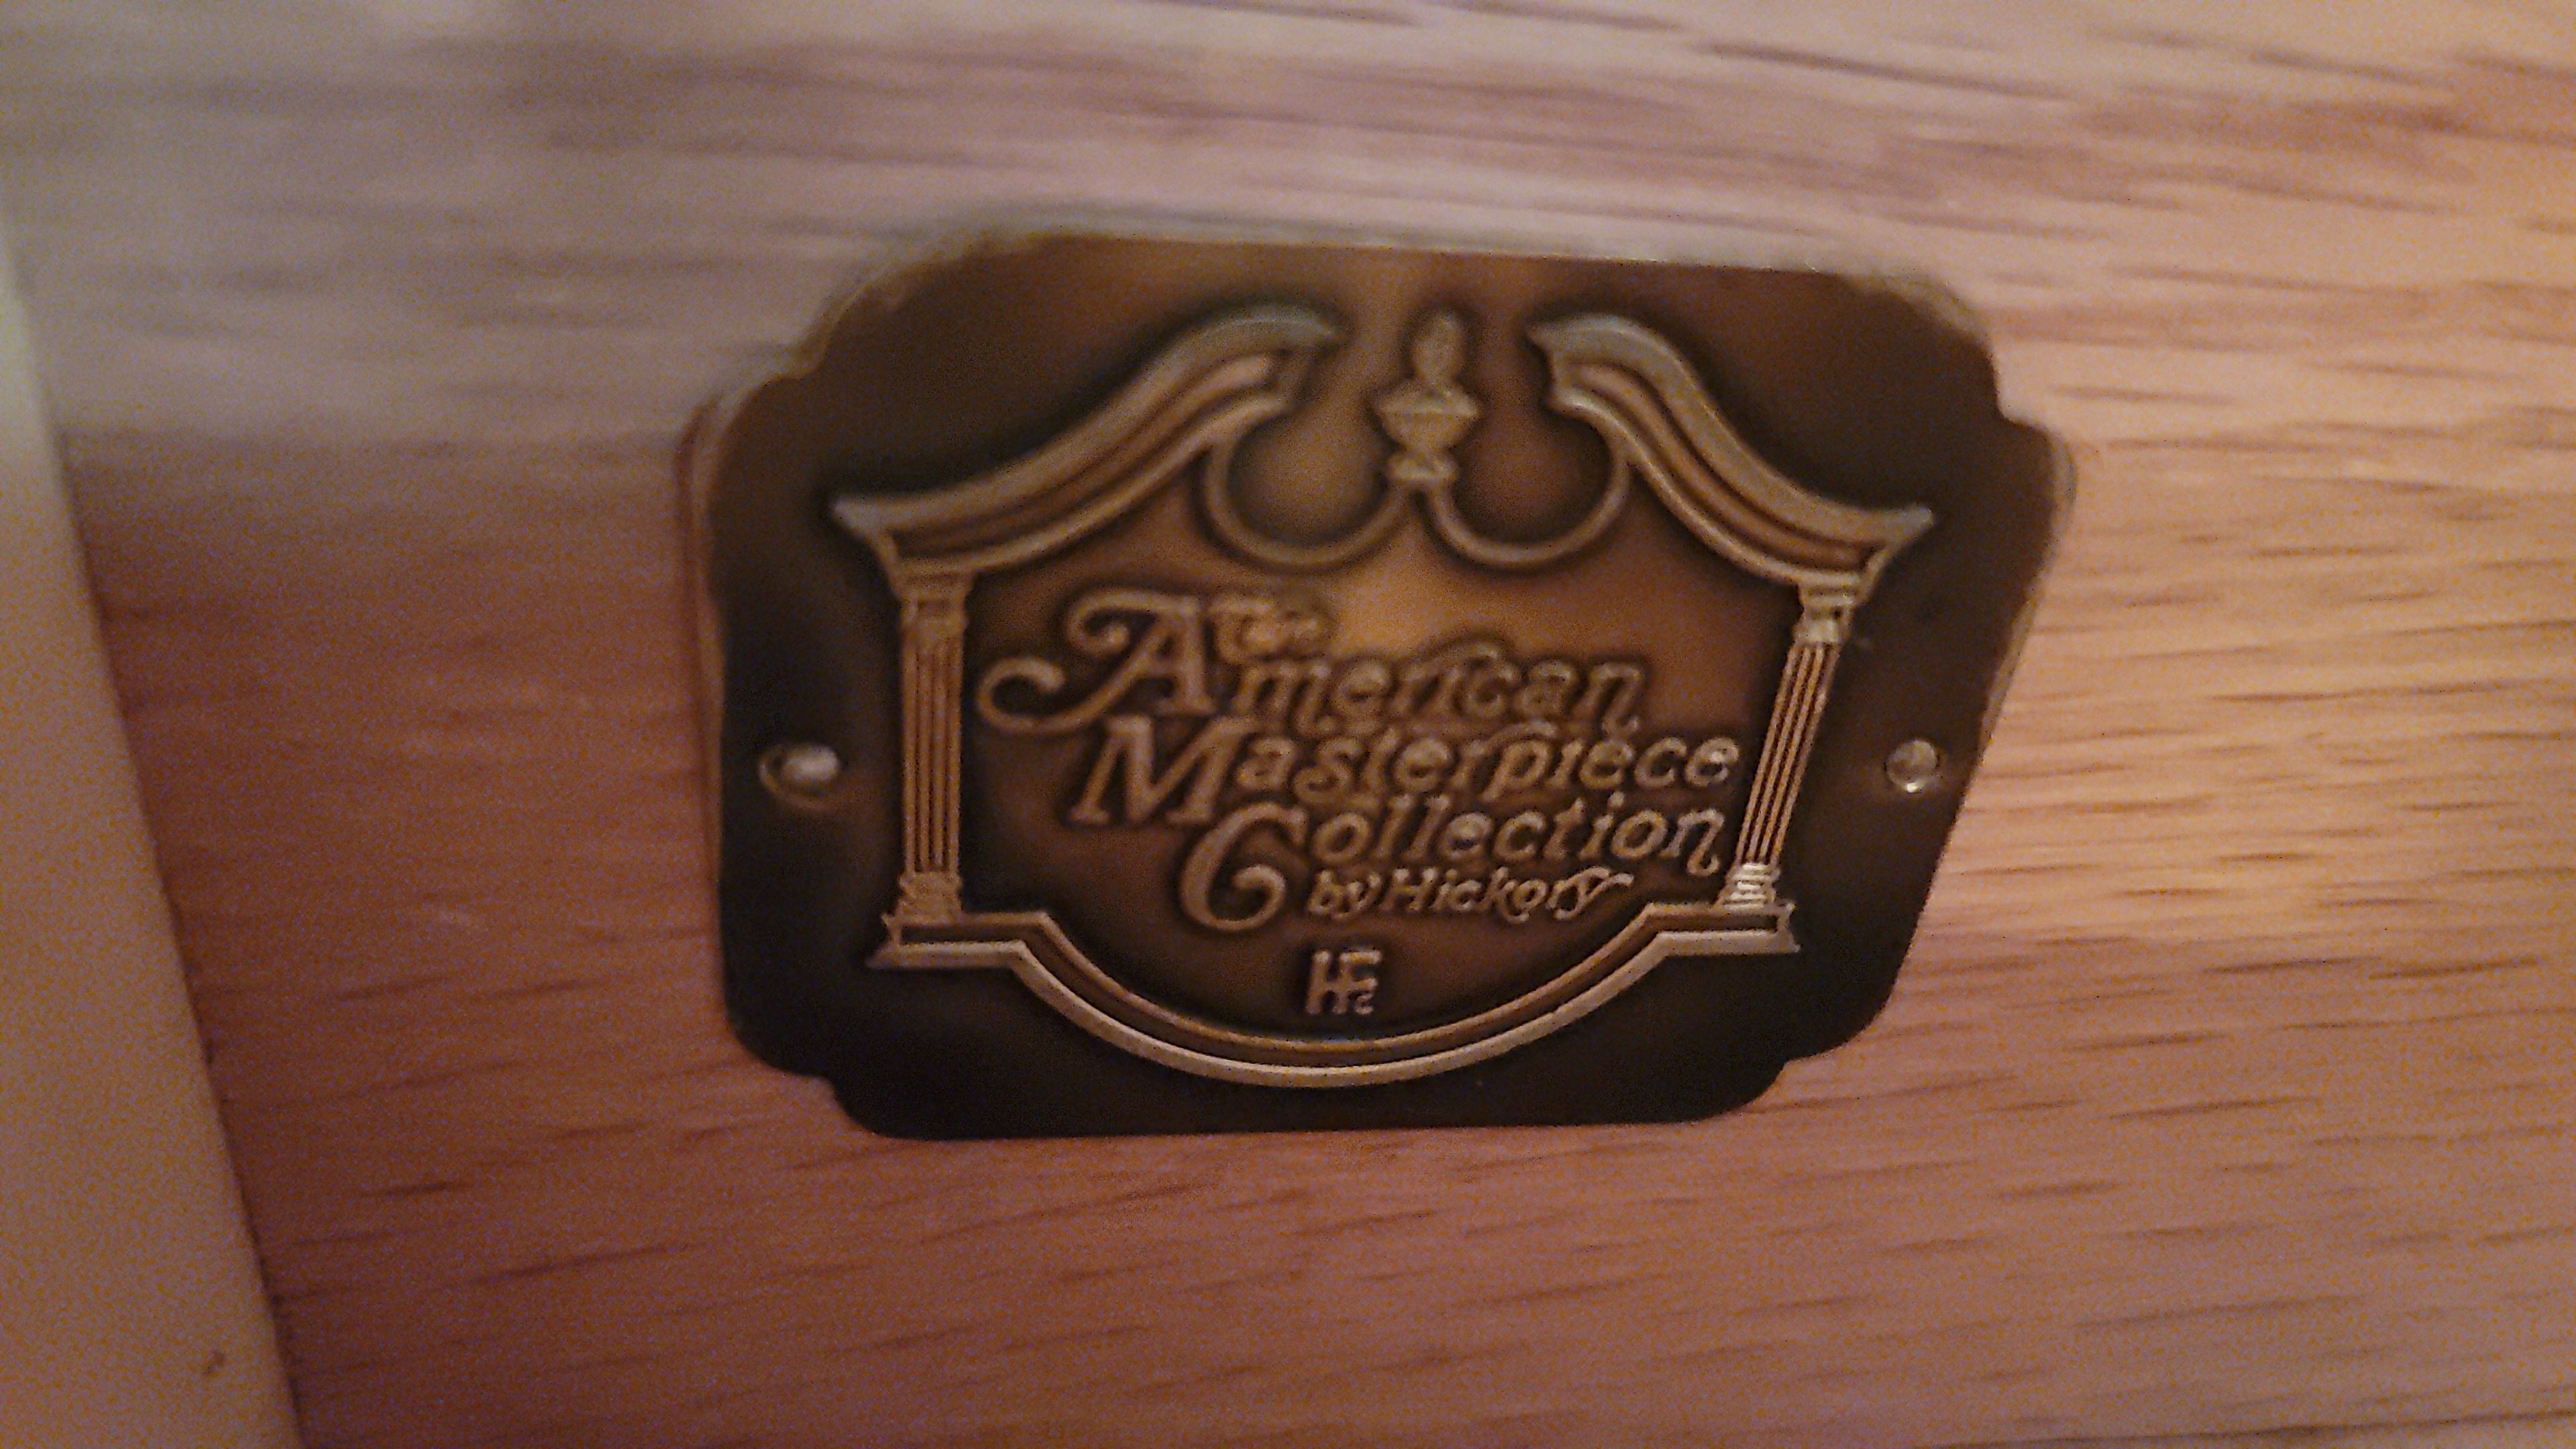 The
American
Masterpiece
Collection
by Hickory
HFC